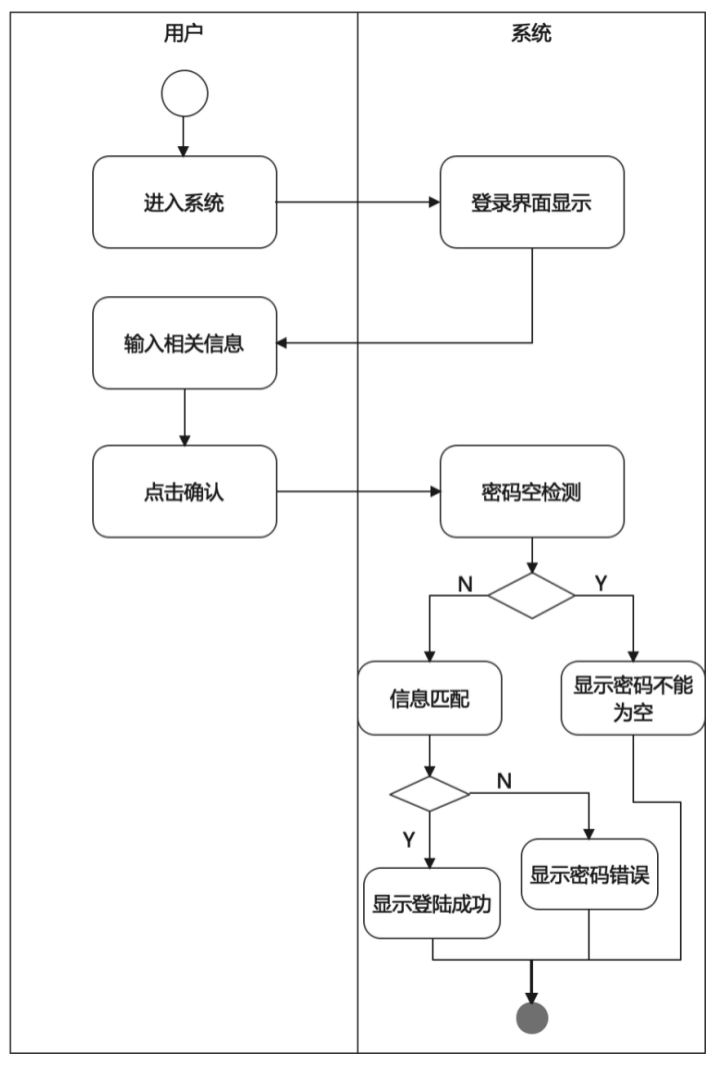 用户
系统
进入系统
登录界面显示
输入相关信息
点击确认
密码空检测
N
Y
信息匹配
显示密码不能
为空
N
Y
显示密码错误
显示登陆成功